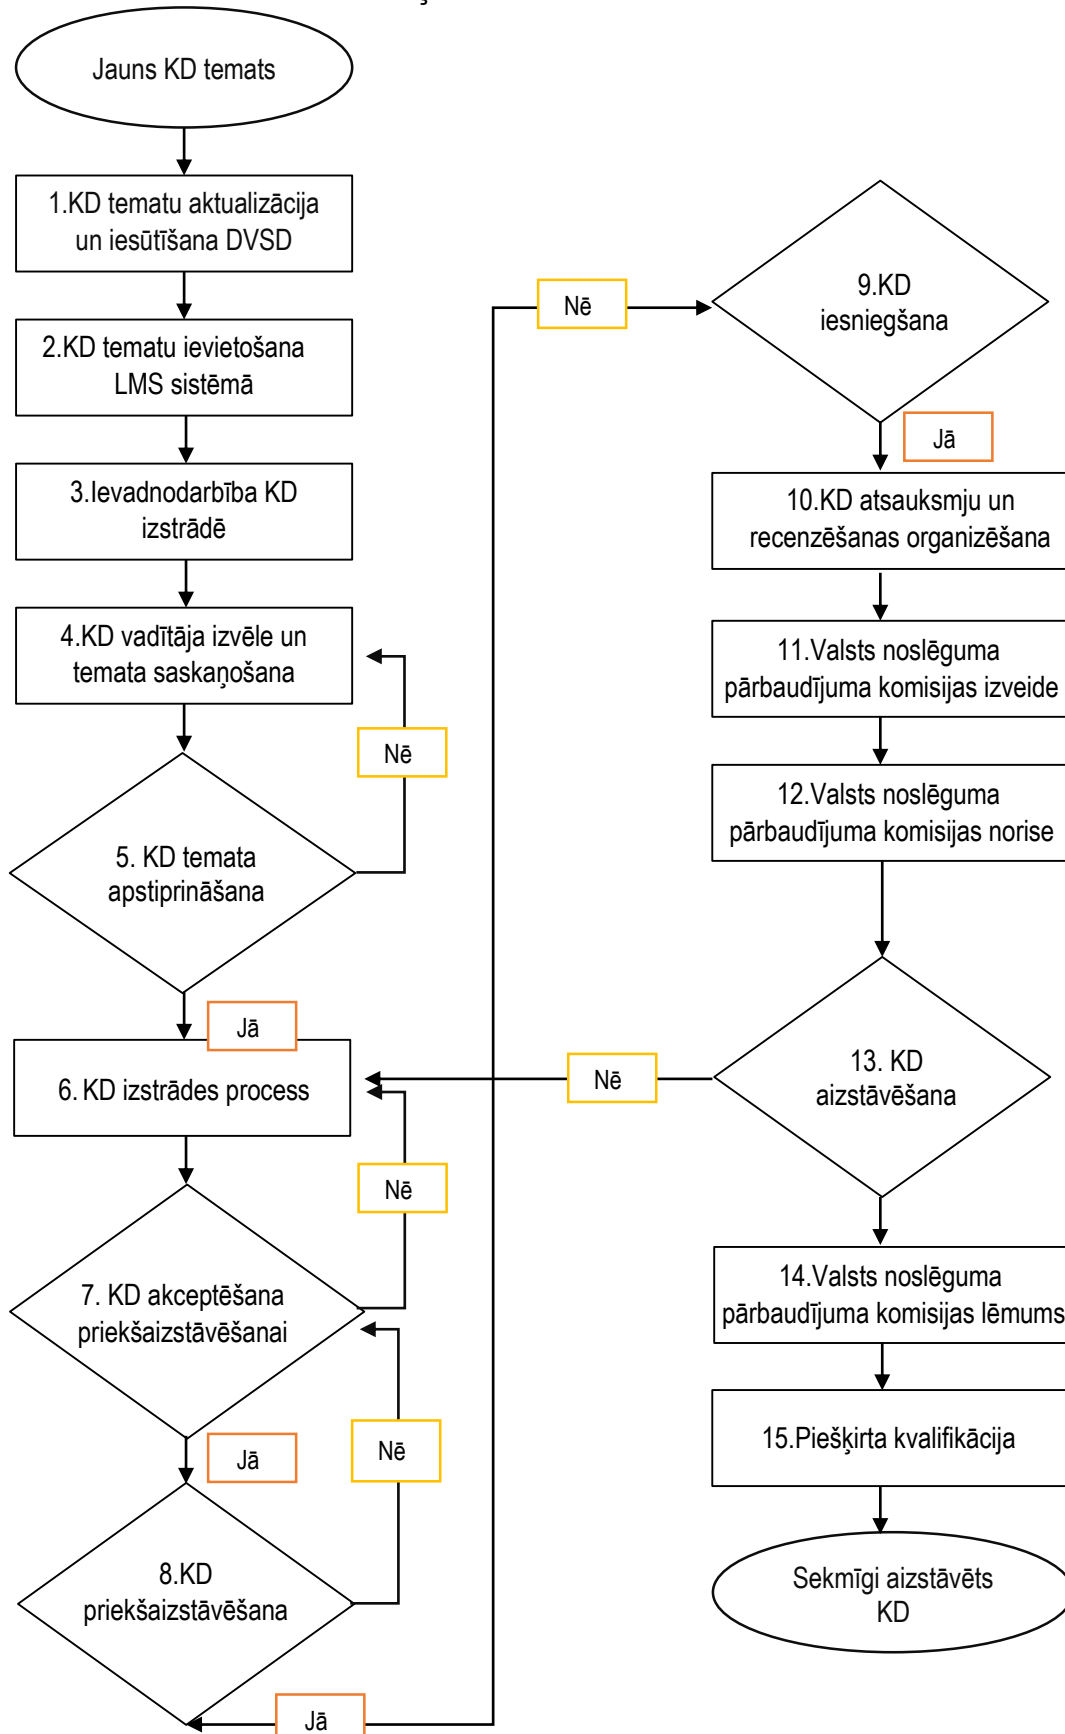 Jauns KD temats
1.KD tematu aktualizācija
un iesūtīšana DVSD
2.KD tematu ievietošana
LMS sistēmā
3.Ievadnodarbība KD
izstrādē
4.KD vadītāja izvēle un
temata saskaņošana
Nē
5. KD temata
apstiprināšana
Jā
6. KD izstrādes process
Nē
7. KD akceptēšana
priekšaizstāvēšanai
Jā
Nē
8.KD
priekšaizstāvēšana
Jā
Nē
9.KD
iesniegšana
Jā
10.KD atsauksmju un
recenzēšanas organizēšana
11.Valsts noslēguma
pārbaudījuma komisijas izveide
12.Valsts noslēguma
pārbaudījuma komisijas norise
13. KD
aizstāvēšana
Nē
14.Valsts noslēguma
pārbaudījuma komisijas lēmums
15.Piešķirta kvalifikācija
Sekmīgi aizstāvēts
KD